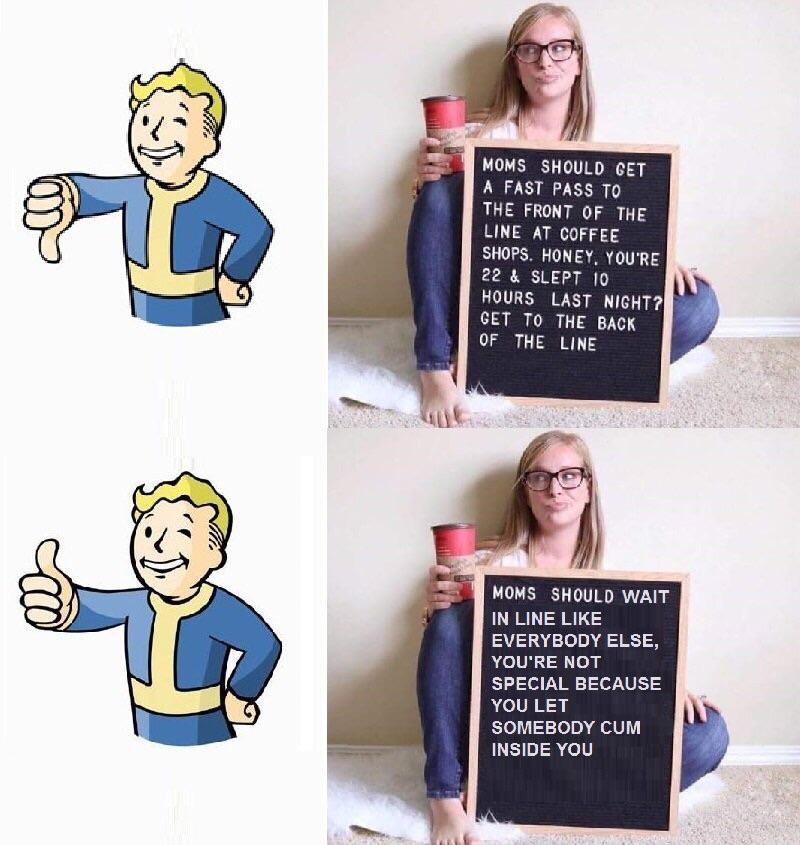 MOMS SHOULD GET
A FAST PASS TO
THE FRONT OF THE
LINE AT COFFEE
SHOPS. HONEY, YOU'RE
22 & SLEPT 10
HOURS LAST NIGHT?
GET TO THE BACK
OF THE LINE
MOMS SHOULD WAIT
IN LINE LIKE
EVERYBODY ELSE,
YOU'RE NOT
SPECIAL BECAUSE
YOU LET
SOMEBODY CUM
INSIDE YOU